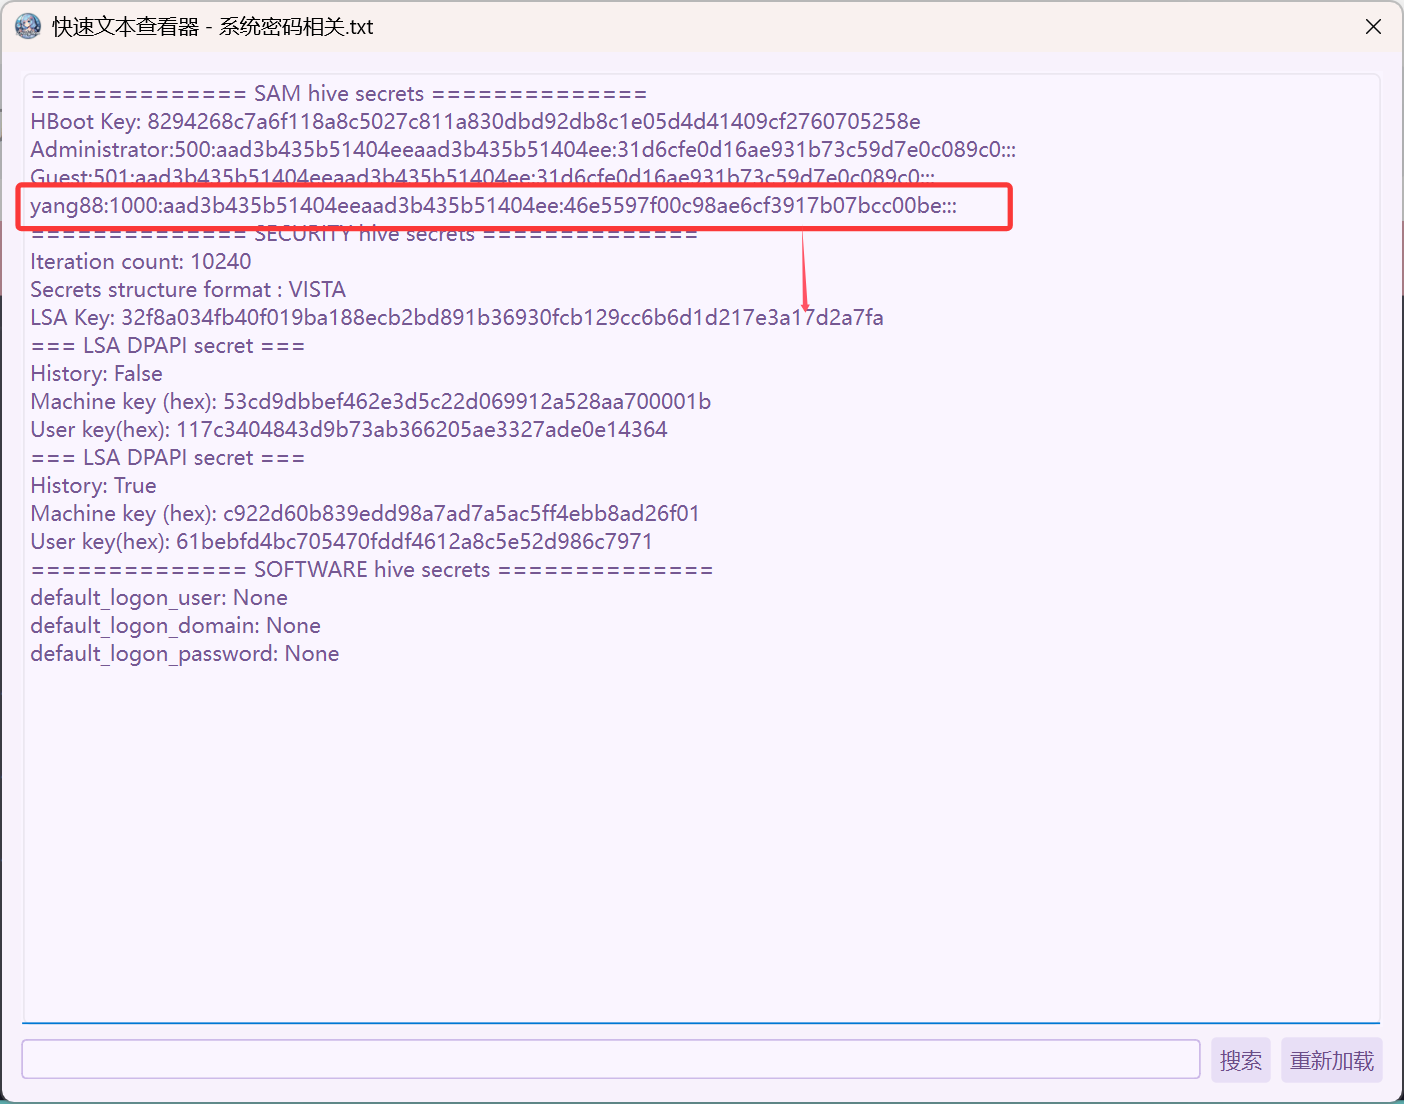 快速文本查看器 - 系统密码相关.txt
============== SAM hive secrets ==============
HBoot Key: 8294268c7a6f118a8c5027c811a830dbd92db8c1e05d4d41409cf2760705258e
Administrator:500:aad3b435b51404eeaad3b435b51404ee:31d6cfe0d16ae931b73c59d7e0c089c0:::
Guest:501:aad3b435b51404eeaad3b435b51404ee:31d6cfe0d16ae931b73c59d7e0c089c0:::
yang88:1000:aad3b435b51404eeaad3b435b51404ee:46e5597f00c98ae6cf3917b07bcc00be:::
============== SECURITY hive secrets ==============
Iteration count: 10240
Secrets structure format : VISTA
LSA Key: 32f8a034fb40f019ba188ecb2bd891b36930fcb129cc6b6d1d217e3a17d2a7fa
=== LSA DPAPI secret ===
History: False
Machine key (hex): 53cd9dbbef462e3d5c22d069912a528aa700001b
User key(hex): 117c3404843d9b73ab366205ae3327ade0e14364
=== LSA DPAPI secret ===
History: True
Machine key (hex): c922d60b839edd98a7ad7a5ac5ff4ebb8ad26f01
User key(hex): 61bebfd4bc705470fddf4612a8c5e52d986c7971
============== SOFTWARE hive secrets ==============
default_logon_user: None
default_logon_domain: None
default_logon_password: None
搜索
重新加载